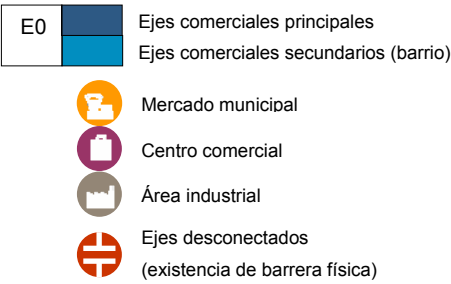 E0
Ejes comerciales principales
Ejes comerciales secundarios (barrio)
Mercado municipal
Centro comercial
Área industrial
Ejes desconectados
(existencia de barrera física)